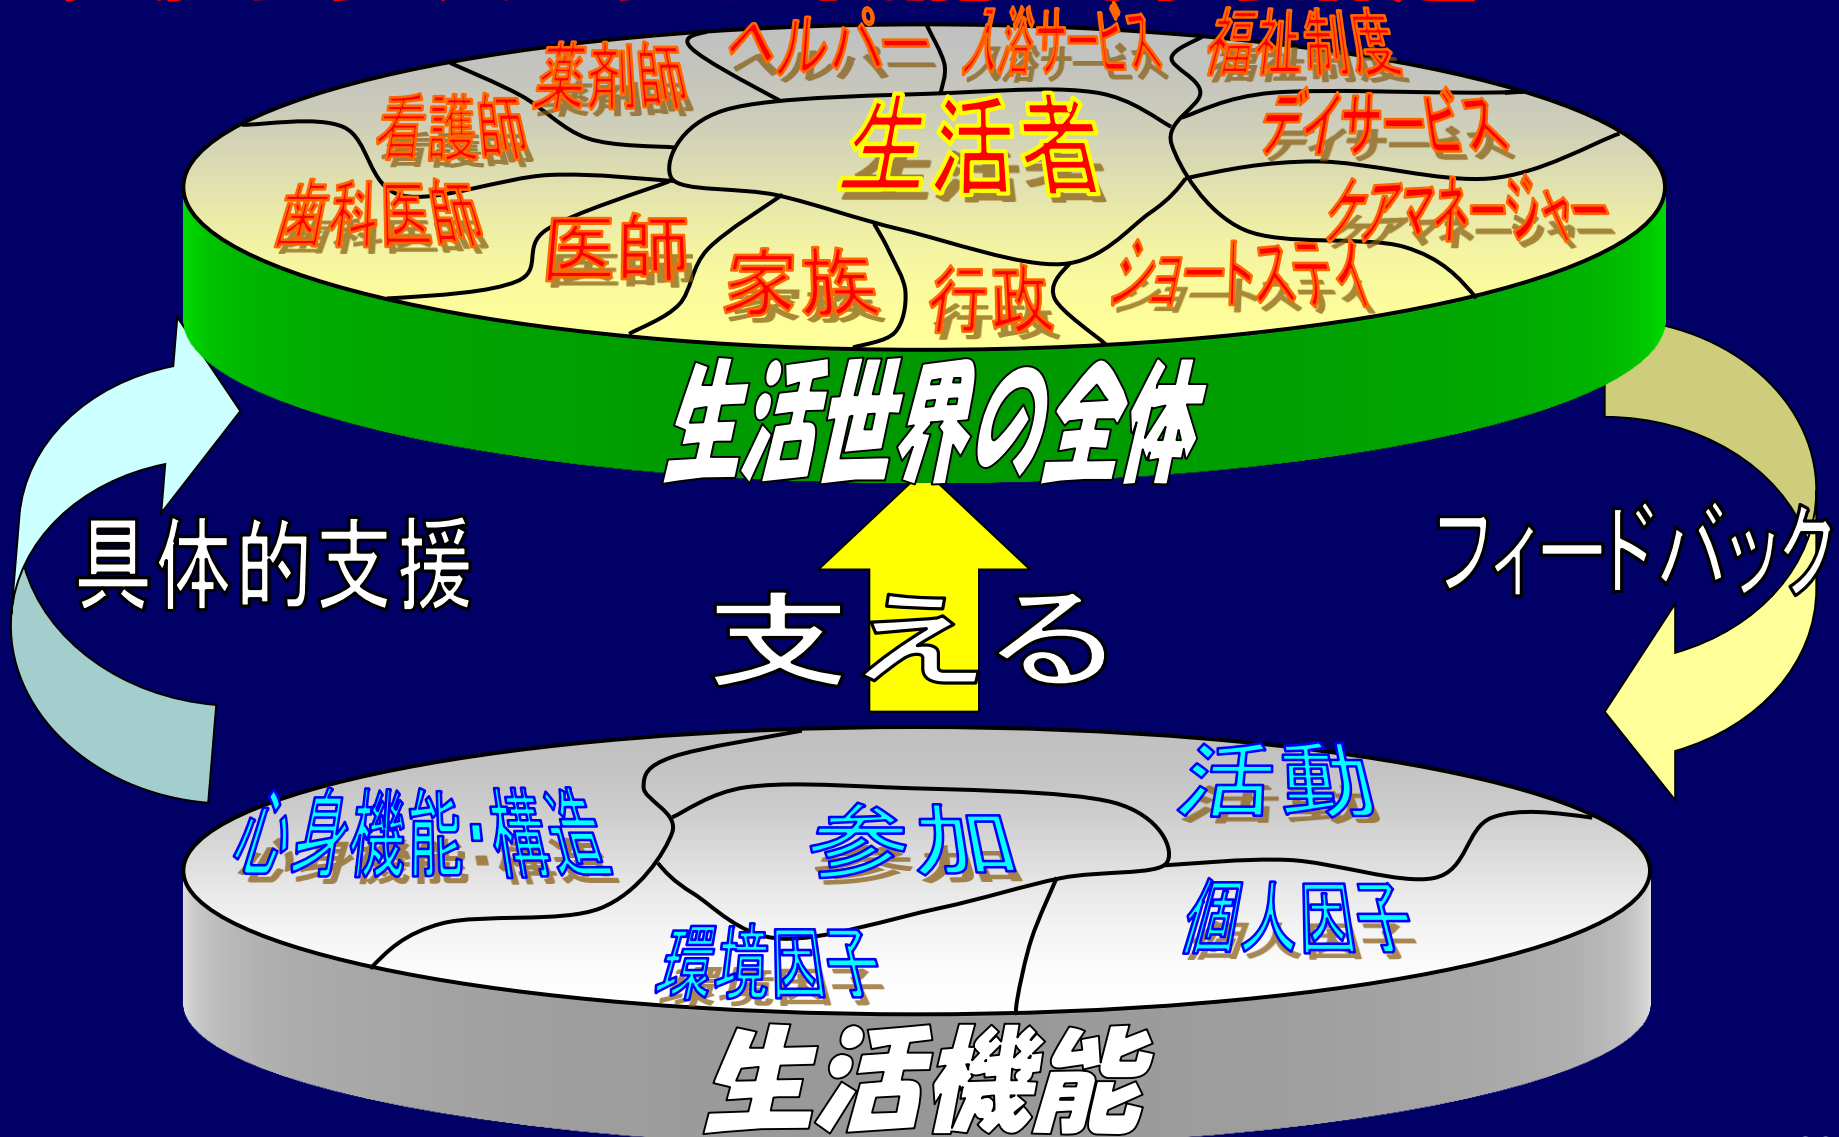 ヘルパー
入浴サービス
福祉制度
薬剤師
看護師
生活者
デイサービス
歯科医師
ケアマネージャー
医師
家族
行政
ショートステイ
生活世界の全体
具体的支援
フィードバック
支える
活動
心身機能・構造
参加
個人因子
環境因子
生活機能